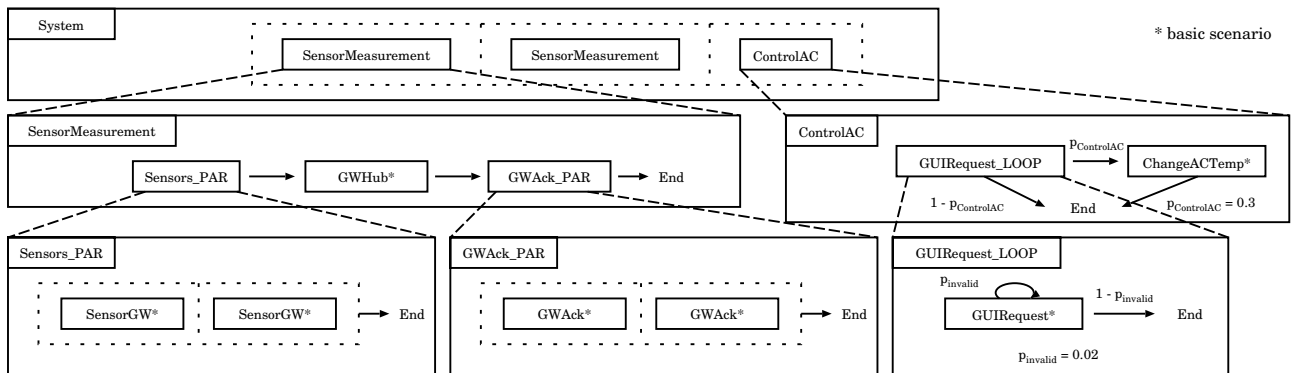 System
SensorMeasurement
SensorMeasurement
ControlAC
* basic scenario
SensorMeasurement
Sensors_PAR
GWHub*
GWAck_PAR
End
ControlAC
GUIRequest_LOOP
pControlAC
ChangeACTemp*
1 - pControlAC
End
pControlAC = 0.3
Sensors_PAR
SensorGW*
SensorGW*
End
GWAck_PAR
GWAck*
GWAck*
End
GUIRequest_LOOP
pinvalid
GUIRequest*
1 - pinvalid
End
pinvalid = 0.02